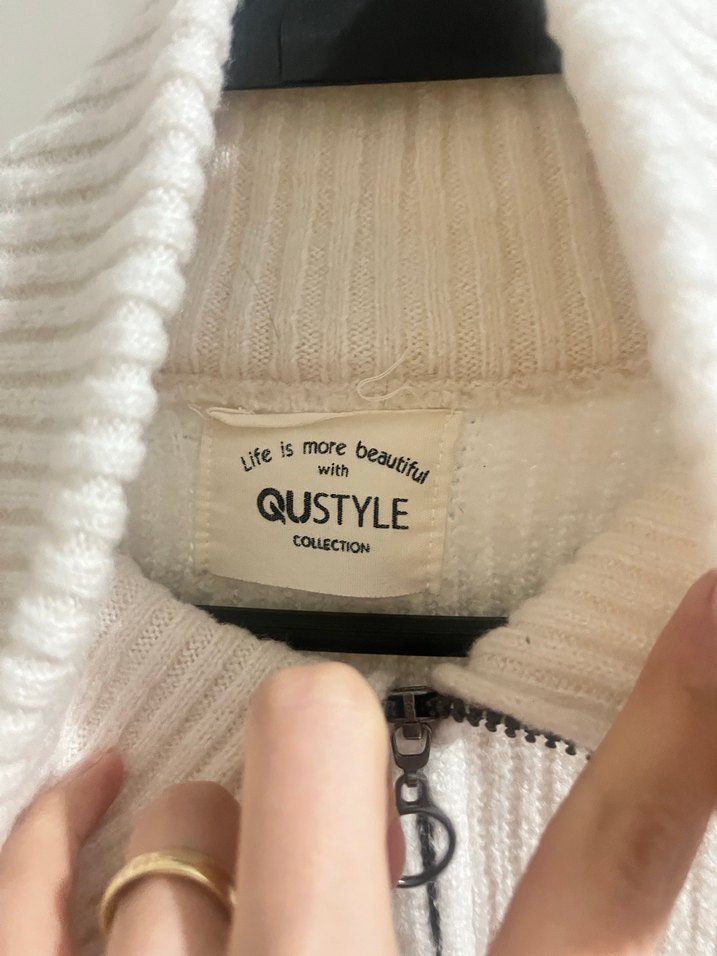 Life is more beautiful
with
QUSTYLE
COLLECTION